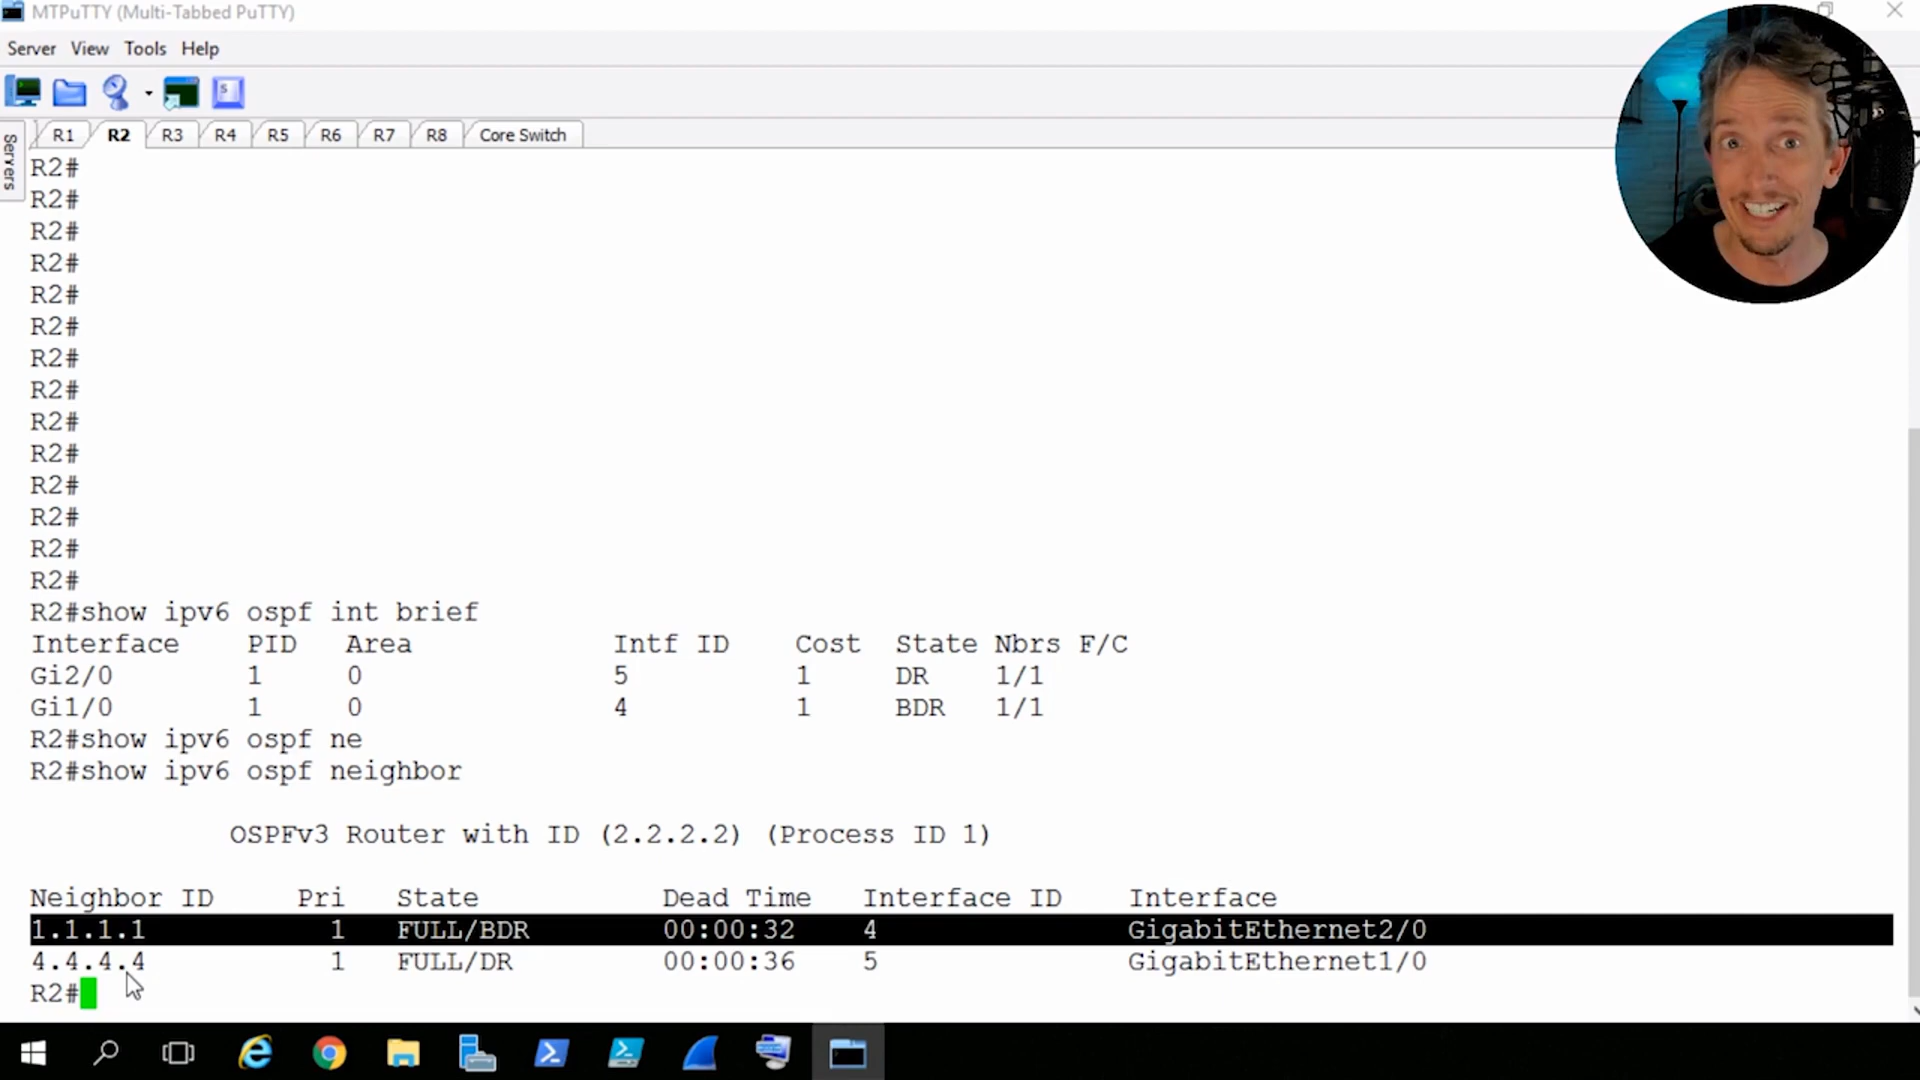 MTPuTTY (Multi-Tabbed PuTTY)
Server View Tools Help
Servers
R1 R2 R3 R4 R5 R6 R7 R8 Core Switch
R2#
R2#
R2#
R2#
R2#
R2#
R2#
R2#
R2#
R2#
R2#
R2#
R2#
R2#
R2#show ipv6 ospf int brief
Interface PID Area Intf ID Cost State Nbrs F/C
Gi2/0 1 0 5 1 DR 1/1
Gi1/0 1 0 4 1 BDR 1/1
R2#show ipv6 ospf ne
R2#show ipv6 ospf neighbor
OSPFv3 Router with ID (2.2.2.2) (Process ID 1)
Neighbor ID Pri State Dead Time Interface ID Interface
1.1.1.1 1 FULL/BDR 00:00:32 4 GigabitEthernet2/0
4.4.4.4 1 FULL/DR 00:00:36 5 GigabitEthernet1/0
R2#